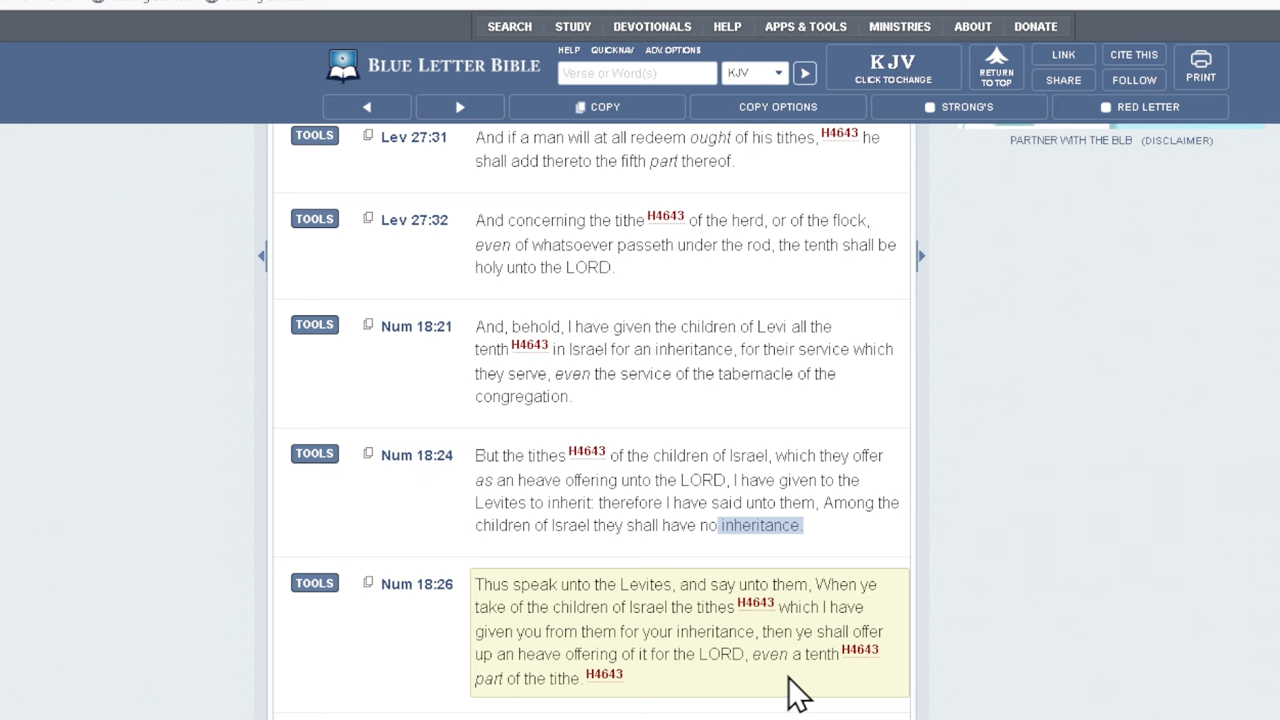 SEARCH STUDY DEVOTIONALS HELP APPS & TOOLS MINISTRIES ABOUT DONATE
BLUE LETTER BIBLE
HELP QUICKNAV ADV. OPTIONS
Verse or Word(s) KJV
KJV
CLICK TO CHANGE
RETURN
TO TOP
LINK CITE THIS
SHARE FOLLOW
PRINT
COPY COPY OPTIONS STRONG'S RED LETTER
PARTNER WITH THE BLB (DISCLAIMER)
TOOLS Lev 27:31 And if a man will at all redeem ought of his tithes, H4643 he
shall add thereto the fifth part thereof.
TOOLS Lev 27:32 And concerning the tithe H4643 of the herd, or of the flock,
even of whatsoever passeth under the rod, the tenth shall be
holy unto the LORD.
TOOLS Num 18:21 And, behold, I have given the children of Levi all the
tenth H4643 in Israel for an inheritance, for their service which
they serve, even the service of the tabernacle of the
congregation.
TOOLS Num 18:24 But the tithes H4643 of the children of Israel, which they offer
as an heave offering unto the LORD, I have given to the
Levites to inherit: therefore I have said unto them, Among the
children of Israel they shall have no inheritance.
TOOLS Num 18:26 Thus speak unto the Levites, and say unto them, When ye
take of the children of Israel the tithes H4643 which I have
given you from them for your inheritance, then ye shall offer
up an heave offering of it for the LORD, even a tenth H4643
part of the tithe. H4643